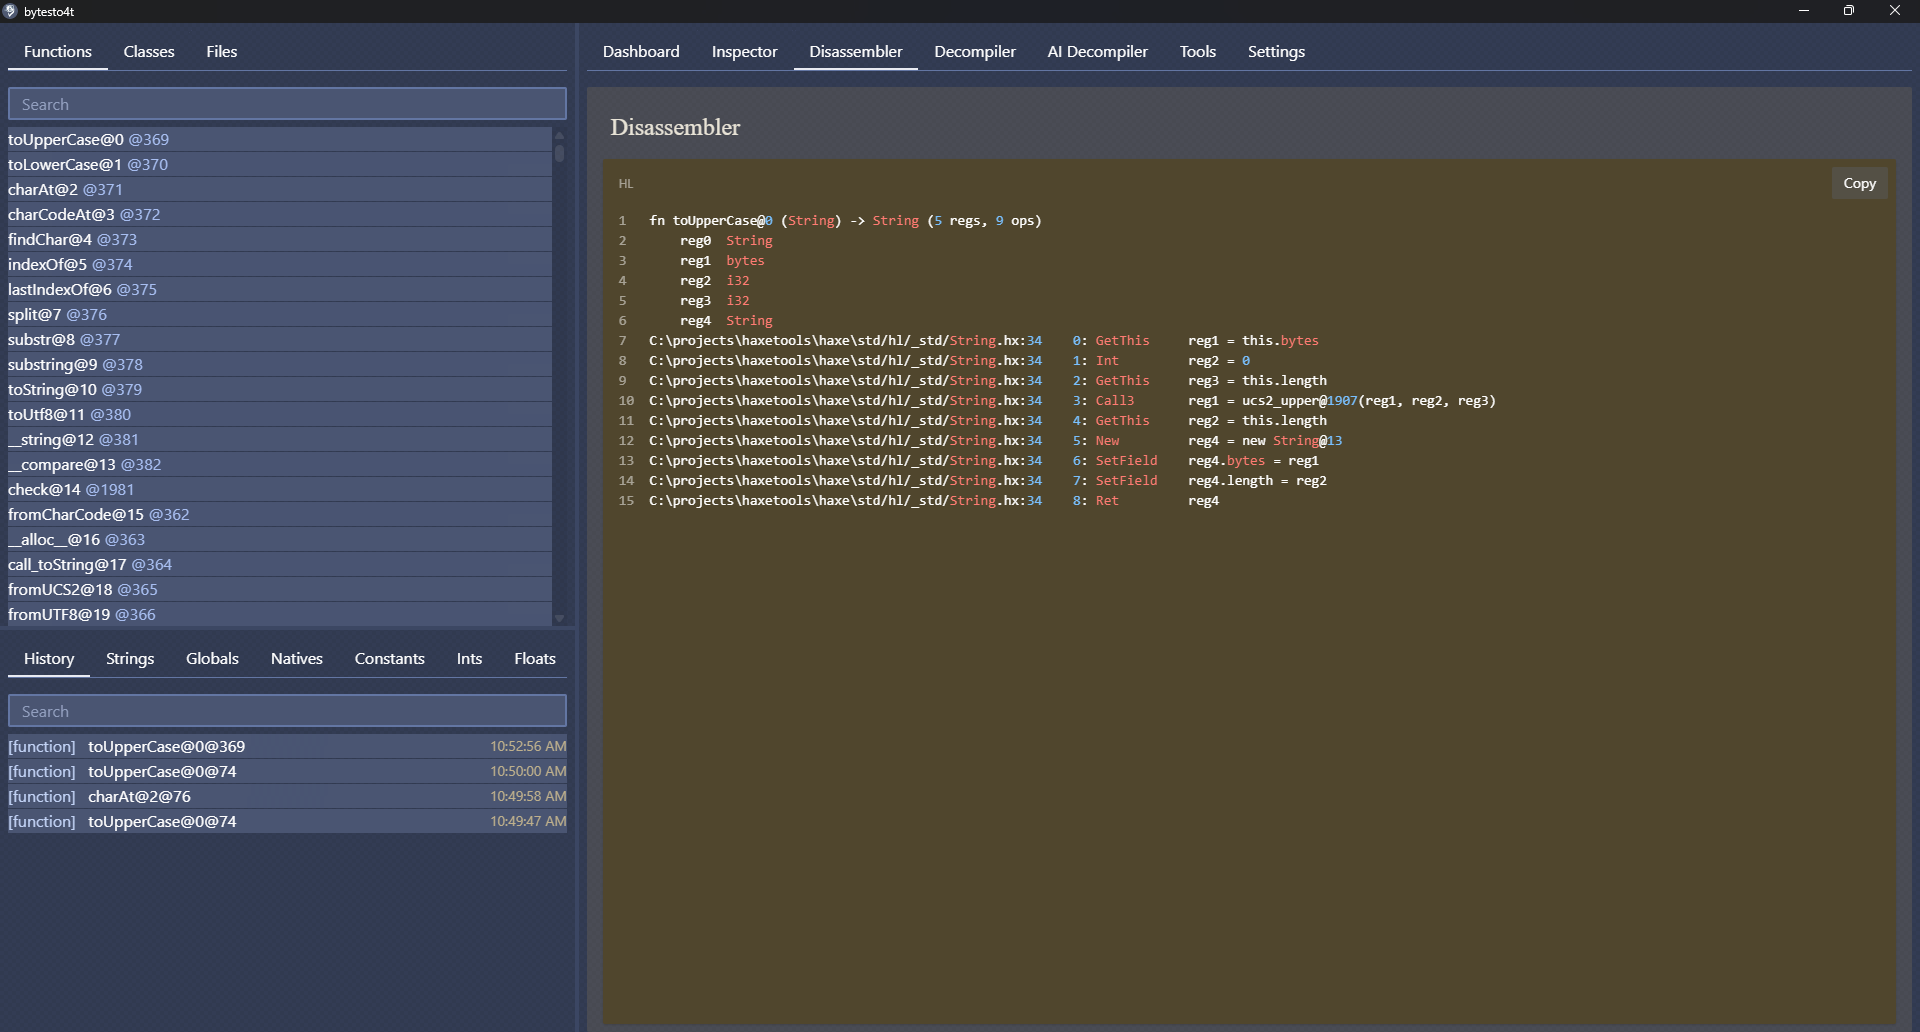 bytesto4t
Functions Classes Files
Search
toUpperCase@0 @369
toLowerCase@1 @370
charAt@2 @371
charCodeAt@3 @372
findChar@4 @373
indexOf@5 @374
lastIndexOf@6 @375
split@7 @376
substr@8 @377
substring@9 @378
toString@10 @379
toUtf8@11 @380
__string@12 @381
__compare@13 @382
check@14 @1981
fromCharCode@15 @362
__alloc__@16 @363
call_toString@17 @364
fromUCS2@18 @365
fromUTF8@19 @366
History Strings Globals Natives Constants Ints Floats
Search
[function] toUpperCase@0@369 10:52:56 AM
[function] toUpperCase@0@74 10:50:00 AM
[function] charAt@2@76 10:49:58 AM
[function] toUpperCase@0@74 10:49:47 AM
Dashboard Inspector Disassembler Decompiler AI Decompiler Tools Settings
Disassembler
HL
Copy
1 fn toUpperCase@0 (String) -> String (5 regs, 9 ops)
2 reg0 String
3 reg1 bytes
4 reg2 i32
5 reg3 i32
6 reg4 String
7 C:\projects\haxetools\haxe\std/hl/_std/String.hx:34 0: GetThis reg1 = this.bytes
8 C:\projects\haxetools\haxe\std/hl/_std/String.hx:34 1: Int reg2 = 0
9 C:\projects\haxetools\haxe\std/hl/_std/String.hx:34 2: GetThis reg3 = this.length
10 C:\projects\haxetools\haxe\std/hl/_std/String.hx:34 3: Call3 reg1 = ucs2_upper@1907(reg1, reg2, reg3)
11 C:\projects\haxetools\haxe\std/hl/_std/String.hx:34 4: GetThis reg2 = this.length
12 C:\projects\haxetools\haxe\std/hl/_std/String.hx:34 5: New reg4 = new String@13
13 C:\projects\haxetools\haxe\std/hl/_std/String.hx:34 6: SetField reg4.bytes = reg1
14 C:\projects\haxetools\haxe\std/hl/_std/String.hx:34 7: SetField reg4.length = reg2
15 C:\projects\haxetools\haxe\std/hl/_std/String.hx:34 8: Ret reg4